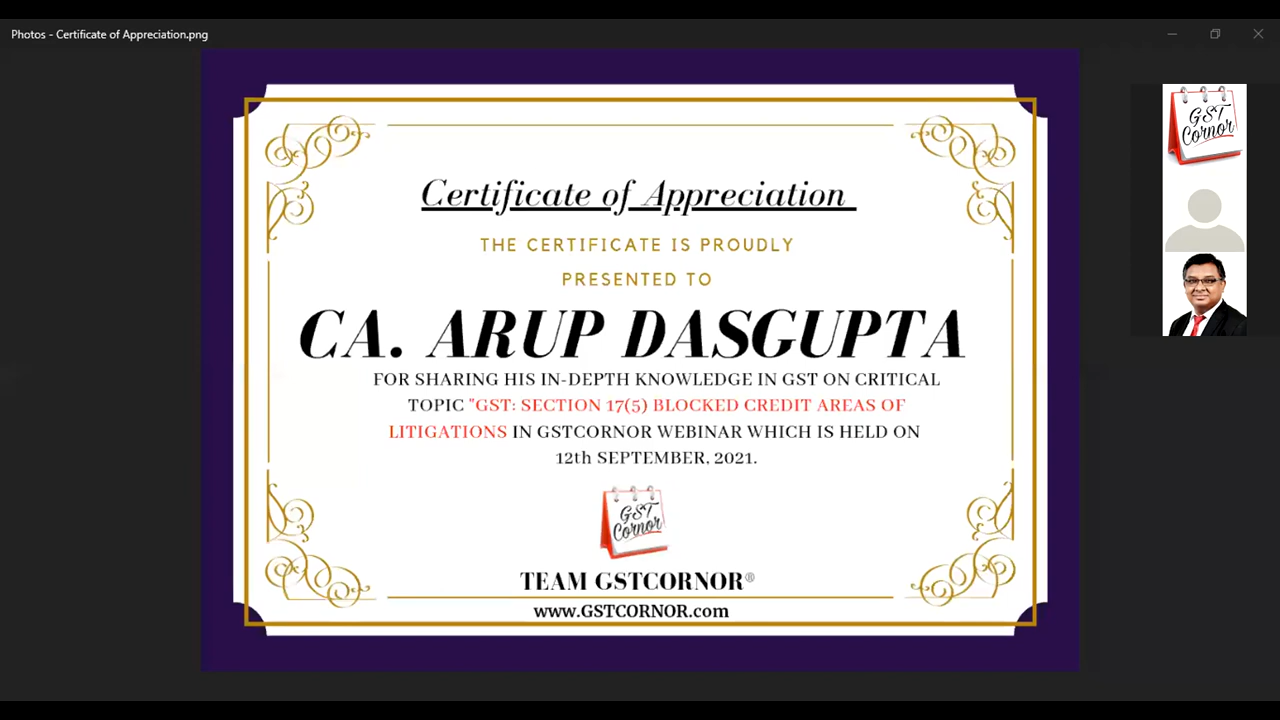 Photos - Certificate of Appreciation.png
GST
Cornor
Certificate of Appreciation
THE CERTIFICATE IS PROUDLY
PRESENTED TO
CA. ARUP DASGUPTA
FOR SHARING HIS IN-DEPTH KNOWLEDGE IN GST ON CRITICAL
TOPIC "GST: SECTION 17(5) BLOCKED CREDIT AREAS OF
LITIGATIONS IN GSTCORNOR WEBINAR WHICH IS HELD ON
12th SEPTEMBER, 2021.
GST
Cornor
TEAM GSTCORNOR®
www.GSTCORNOR.com